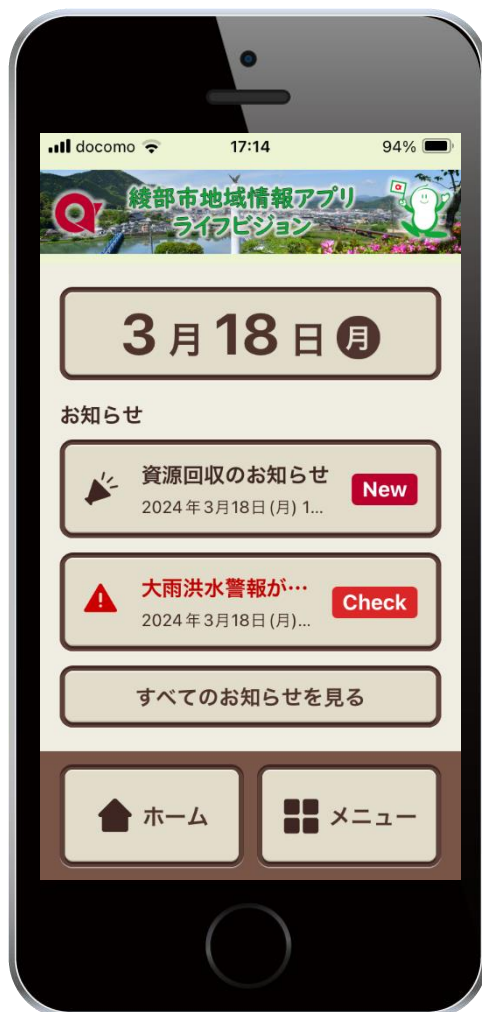 docomo 17:14 94%
綾部市地域情報アプリ
ライフビジョン
3月18日 月
お知らせ
資源回収のお知らせ
2024年3月18日(月) 1...
New
大雨洪水警報が…
2024年3月18日(月)...
Check
すべてのお知らせを見る
ホーム
メニュー